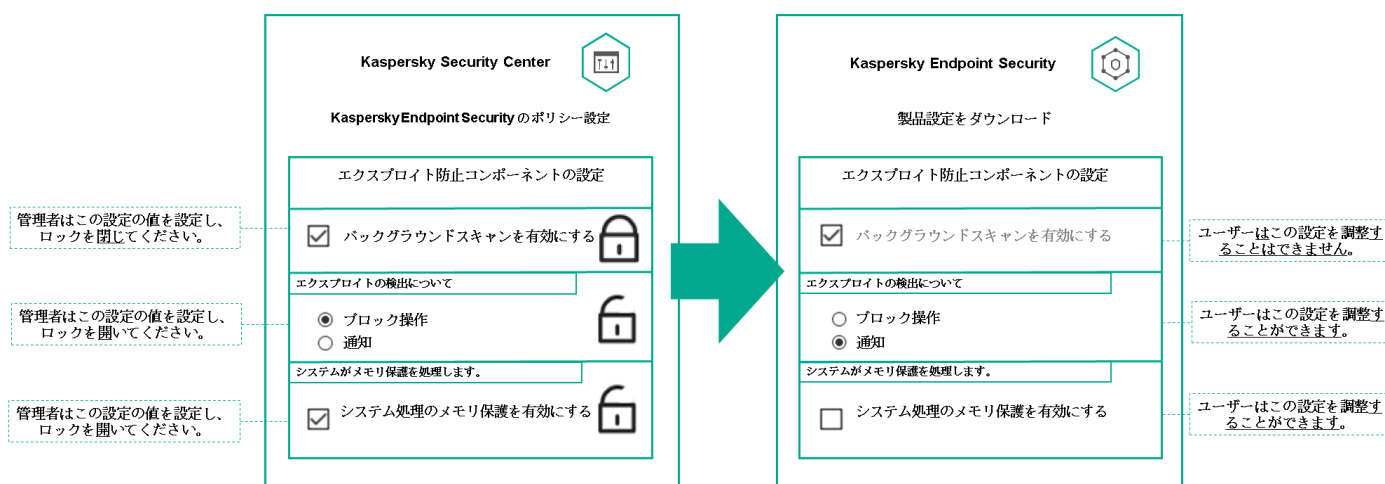 Kaspersky Security Center
Kaspersky Endpoint Security のポリシー設定
エクスプロイト防止コンポーネントの設定
管理者はこの設定の値を設定し、
ロックを閉じてください。
バックグラウンドスキャンを有効にする
エクスプロイトの検出について
管理者はこの設定の値を設定し、
ロックを開いてください。
ブロック操作
通知
システムがメモリ保護を処理します。
管理者はこの設定の値を設定し、
ロックを開いてください。
システム処理のメモリ保護を有効にする
Kaspersky Endpoint Security
製品設定をダウンロード
エクスプロイト防止コンポーネントの設定
バックグラウンドスキャンを有効にする
ユーザーはこの設定を調整す
ることはできません。
エクスプロイトの検出について
ブロック操作
通知
ユーザーはこの設定を調整す
ることができます。
システムがメモリ保護を処理します。
システム処理のメモリ保護を有効にする
ユーザーはこの設定を調整す
ることができます。